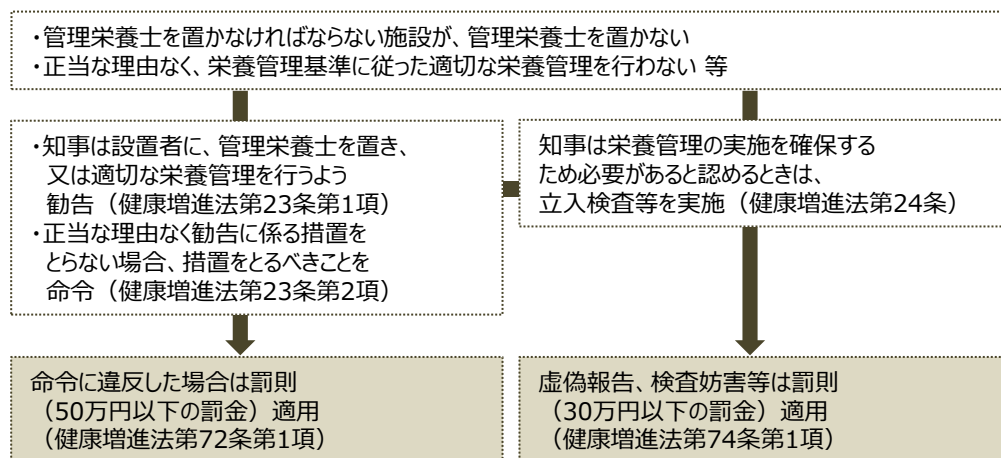 ・管理栄養士を置かなければならない施設が、管理栄養士を置かない
・正当な理由なく、栄養管理基準に従った適切な栄養管理を行わない 等
・知事は設置者に、管理栄養士を置き、
又は適切な栄養管理を行うよう
勧告（健康増進法第23条第1項）
・正当な理由なく勧告に係る措置を
とらない場合、措置をとるべきことを
命令（健康増進法第23条第2項）
知事は栄養管理の実施を確保する
ため必要があると認めるときは、
立入検査等を実施（健康増進法第24条）
命令に違反した場合は罰則
（50万円以下の罰金）適用
（健康増進法第72条第1項）
虚偽報告、検査妨害等は罰則
（30万円以下の罰金）適用
（健康増進法第74条第1項）